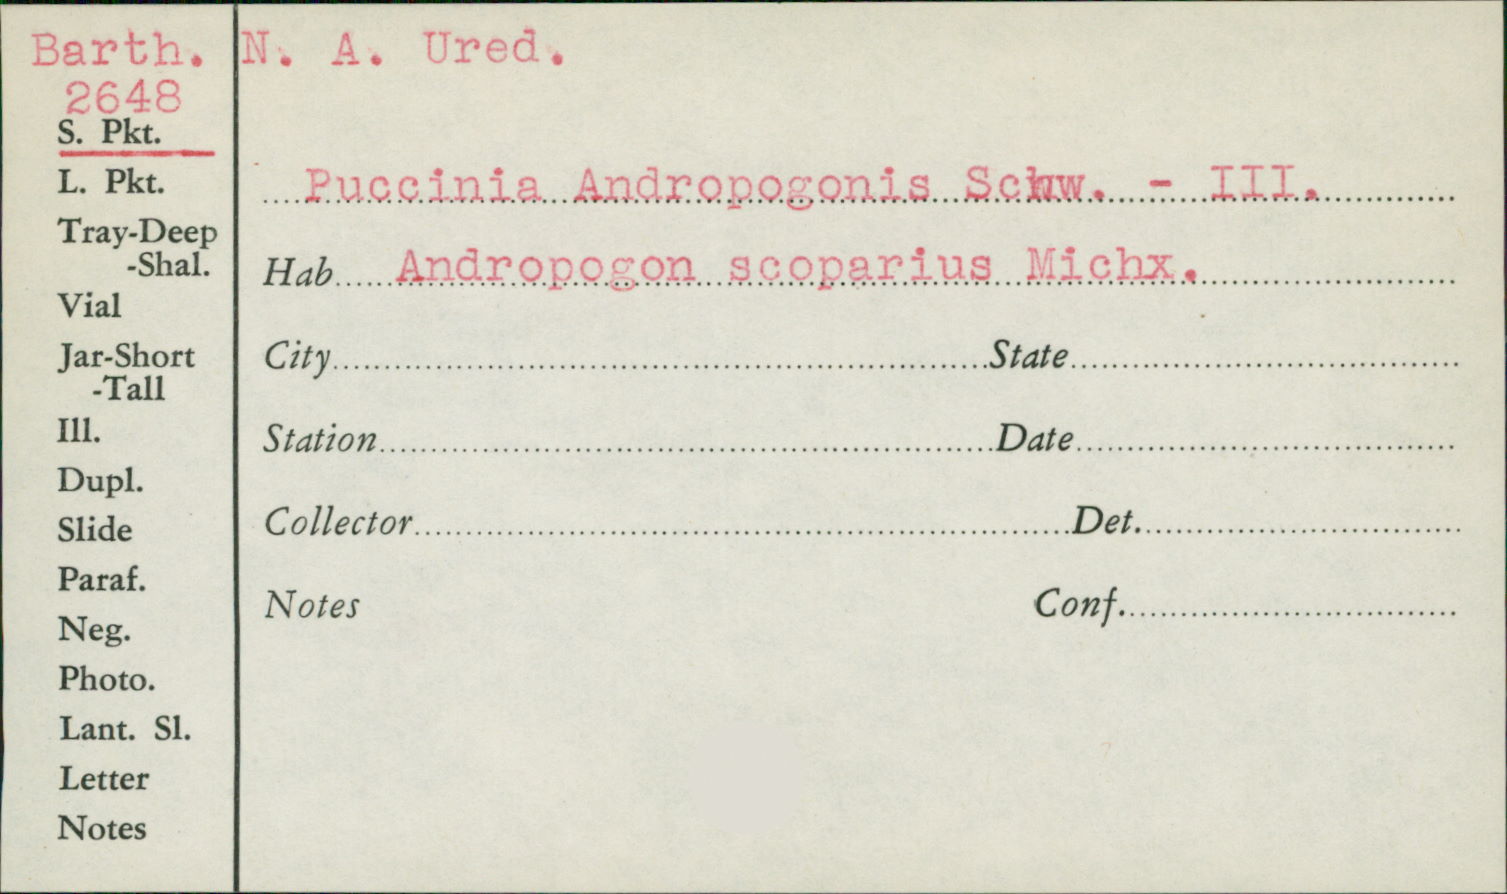 Barth. N. A. Ured.
2648
S. Pkt.
L. Pkt.
Tray-Deep
-Shal.
Vial
Jar-Short
-Tall
Ill.
Dupl.
Slide
Paraf.
Neg.
Photo.
Lant. Sl.
Letter
Notes
Puccinia Andropogonis Schw. - III.
Hab Andropogon scoparius Michx.
City State
Station Date
Collector Det.
Notes Conf.